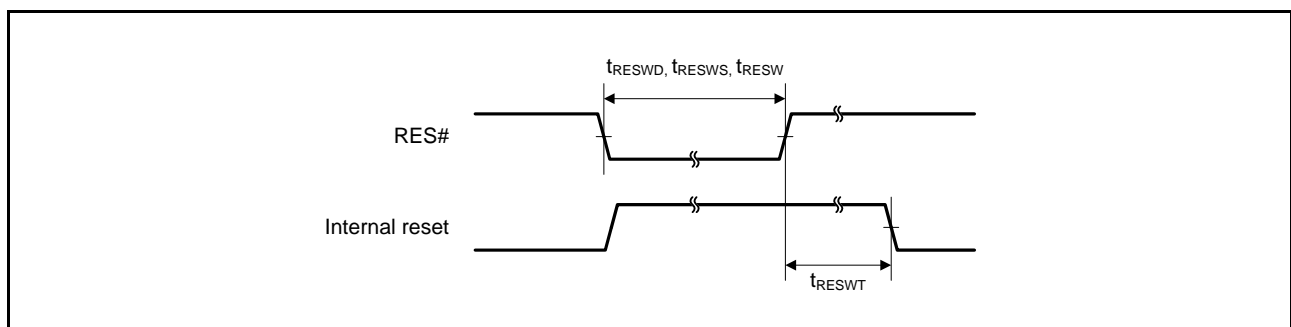 tRESWD, tRESWS, tRESW
RES#
Internal reset
tRESWT